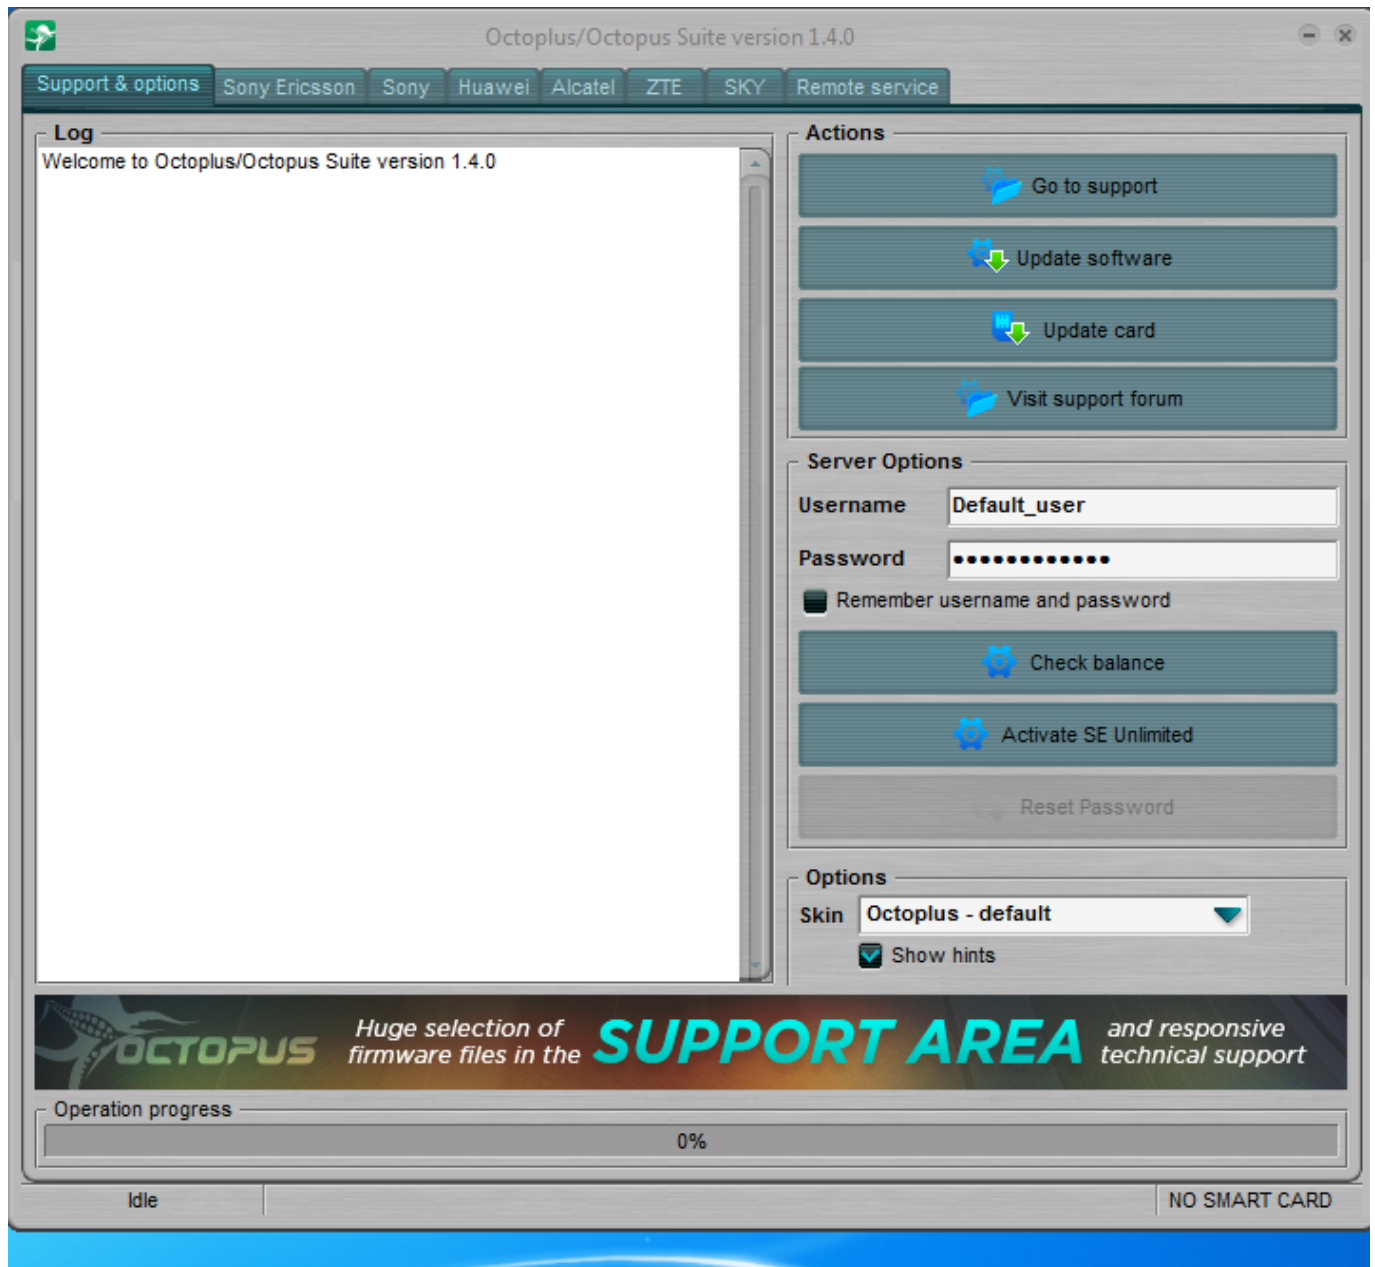 Octoplus/Octopus Suite version 1.4.0
Support & options Sony Ericsson Sony Huawei Alcatel ZTE SKY Remote service
Log
Welcome to Octoplus/Octopus Suite version 1.4.0
Actions
Go to support
Update software
Update card
Visit support forum
Server Options
Username Default_user
Password ••••••••••••
Remember username and password
Check balance
Activate SE Unlimited
Reset Password
Options
Skin Octoplus - default
Show hints
OCTOPUS
Huge selection of
firmware files in the
SUPPORT AREA
and responsive
technical support
Operation progress
0%
Idle
NO SMART CARD